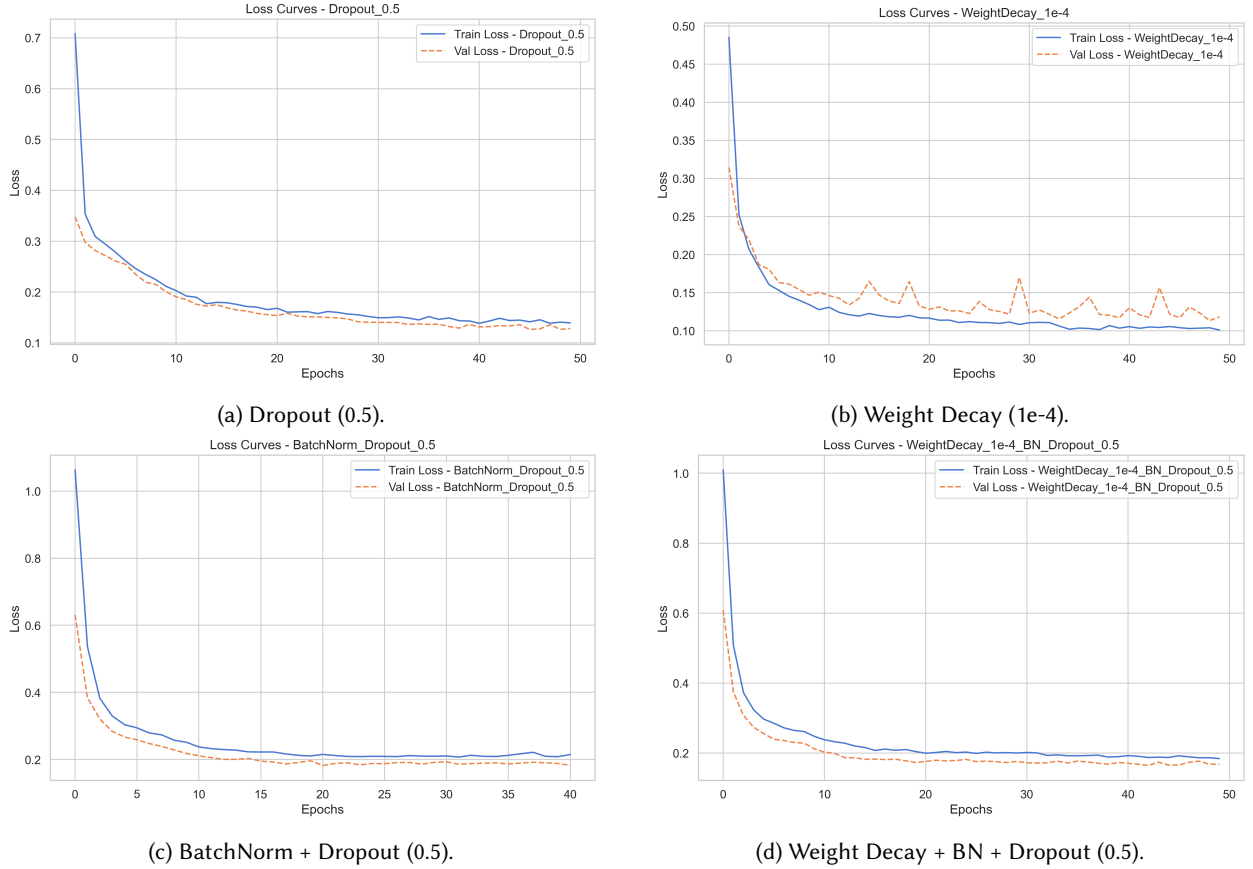 Loss Curves - Dropout_0.5
Train Loss - Dropout_0.5
Val Loss - Dropout_0.5
0.7
0.6
0.5
0.4
0.3
0.2
0.1
Loss
0
10
20
30
40
50
Epochs
(a) Dropout (0.5).
Loss Curves - WeightDecay_1e-4
Train Loss - WeightDecay_1e-4
Val Loss - WeightDecay_1e-4
0.50
0.45
0.40
0.35
0.30
0.25
0.20
0.15
0.10
Loss
0
10
20
30
40
50
Epochs
(b) Weight Decay (1e-4).
Loss Curves - BatchNorm_Dropout_0.5
Train Loss - BatchNorm_Dropout_0.5
Val Loss - BatchNorm_Dropout_0.5
1.0
0.8
0.6
0.4
0.2
Loss
0
5
10
15
20
25
30
35
40
Epochs
(c) BatchNorm + Dropout (0.5).
Loss Curves - WeightDecay_1e-4_BN_Dropout_0.5
Train Loss - WeightDecay_1e-4_BN_Dropout_0.5
Val Loss - WeightDecay_1e-4_BN_Dropout_0.5
1.0
0.8
0.6
0.4
0.2
Loss
0
10
20
30
40
50
Epochs
(d) Weight Decay + BN + Dropout (0.5).